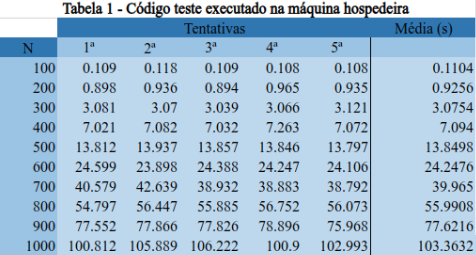 Tabela 1 - Código teste executado na máquina hospedeira
Tentativas Média (s)
N 1ª 2ª 3ª 4ª 5ª
100 0.109 0.118 0.109 0.108 0.108 0.1104
200 0.898 0.936 0.894 0.965 0.935 0.9256
300 3.081 3.07 3.039 3.066 3.121 3.0754
400 7.021 7.082 7.032 7.263 7.072 7.094
500 13.812 13.937 13.857 13.846 13.797 13.8498
600 24.599 23.898 24.388 24.247 24.106 24.2476
700 40.579 42.639 38.932 38.883 38.792 39.965
800 54.797 56.447 55.885 56.752 56.073 55.9908
900 77.552 77.866 77.826 78.896 75.968 77.6216
1000 100.812 105.889 106.222 100.9 102.993 103.3632